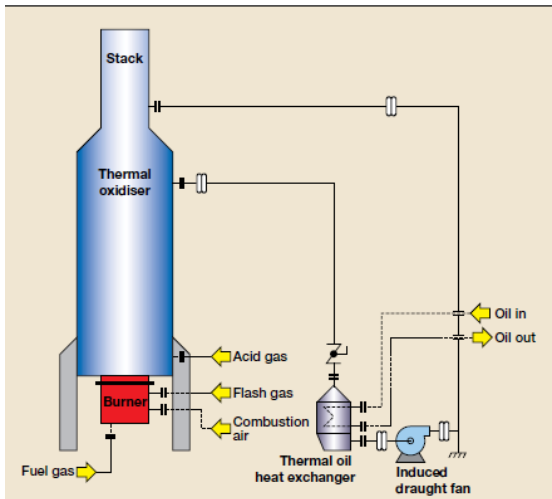 Stack
Thermal
oxidiser
Oil in
Oil out
Acid gas
Flash gas
Burner
Combustion
air
Fuel gas
Thermal oil
heat exchanger
Induced
draught fan